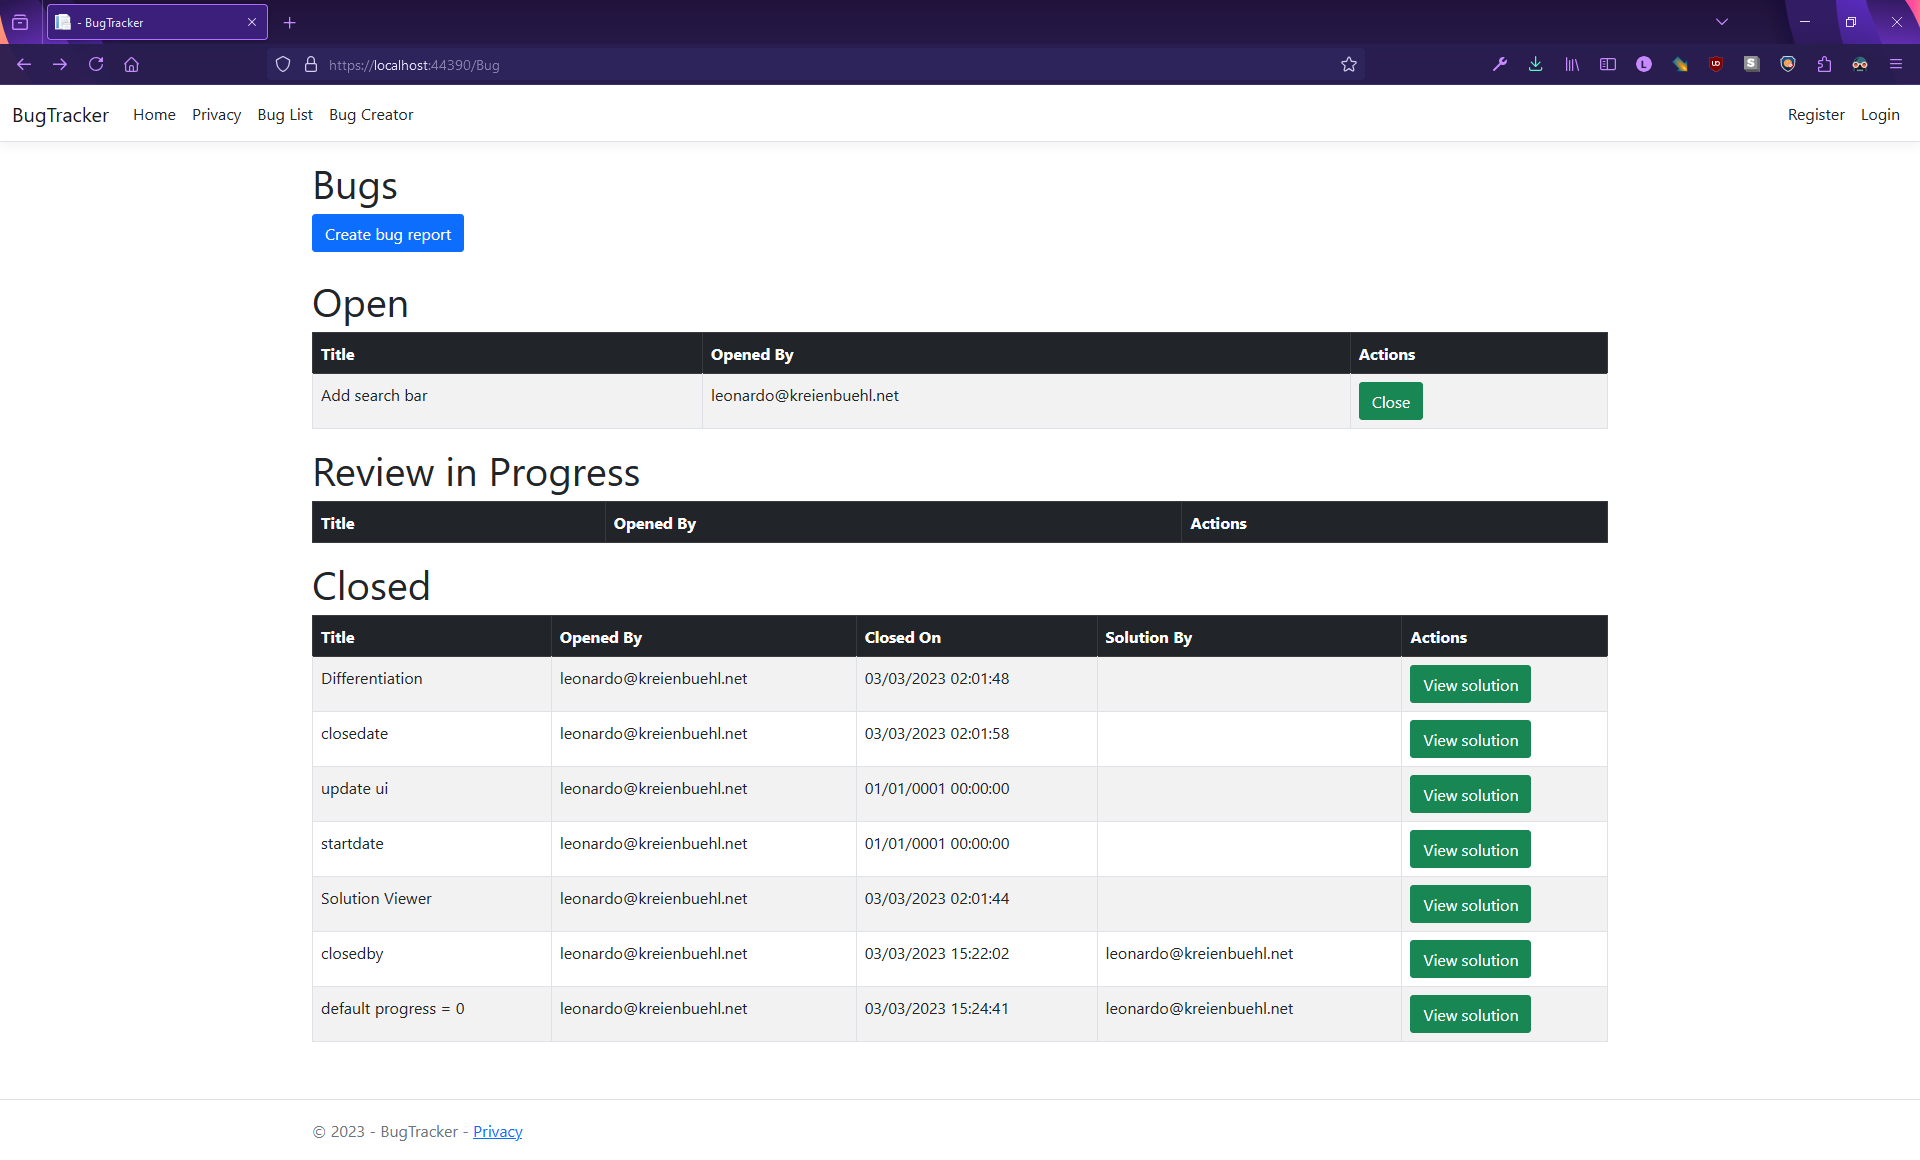 - BugTracker
https://localhost:44390/Bug
BugTracker Home Privacy Bug List Bug Creator Register Login
Bugs
Create bug report
Open
Title Opened By Actions
Add search bar leonardo@kreienbuehl.net Close
Review in Progress
Title Opened By Actions
Closed
Title Opened By Closed On Solution By Actions
Differentiation leonardo@kreienbuehl.net 03/03/2023 02:01:48 View solution
closedate leonardo@kreienbuehl.net 03/03/2023 02:01:58 View solution
update ui leonardo@kreienbuehl.net 01/01/0001 00:00:00 View solution
startdate leonardo@kreienbuehl.net 01/01/0001 00:00:00 View solution
Solution Viewer leonardo@kreienbuehl.net 03/03/2023 02:01:44 View solution
closedby leonardo@kreienbuehl.net 03/03/2023 15:22:02 leonardo@kreienbuehl.net View solution
default progress = 0 leonardo@kreienbuehl.net 03/03/2023 15:24:41 leonardo@kreienbuehl.net View solution
© 2023 - BugTracker - Privacy